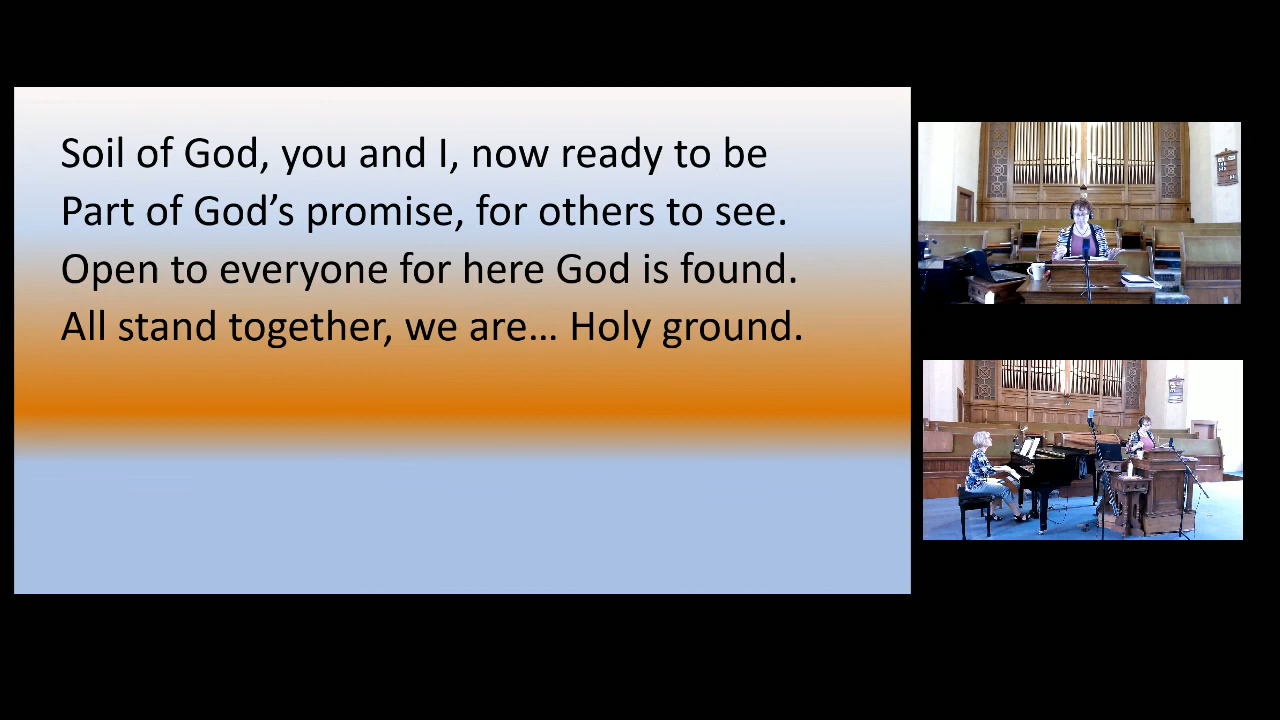 Soil of God, you and I, now ready to be
Part of God’s promise, for others to see.
Open to everyone for here God is found.
All stand together, we are… Holy ground.